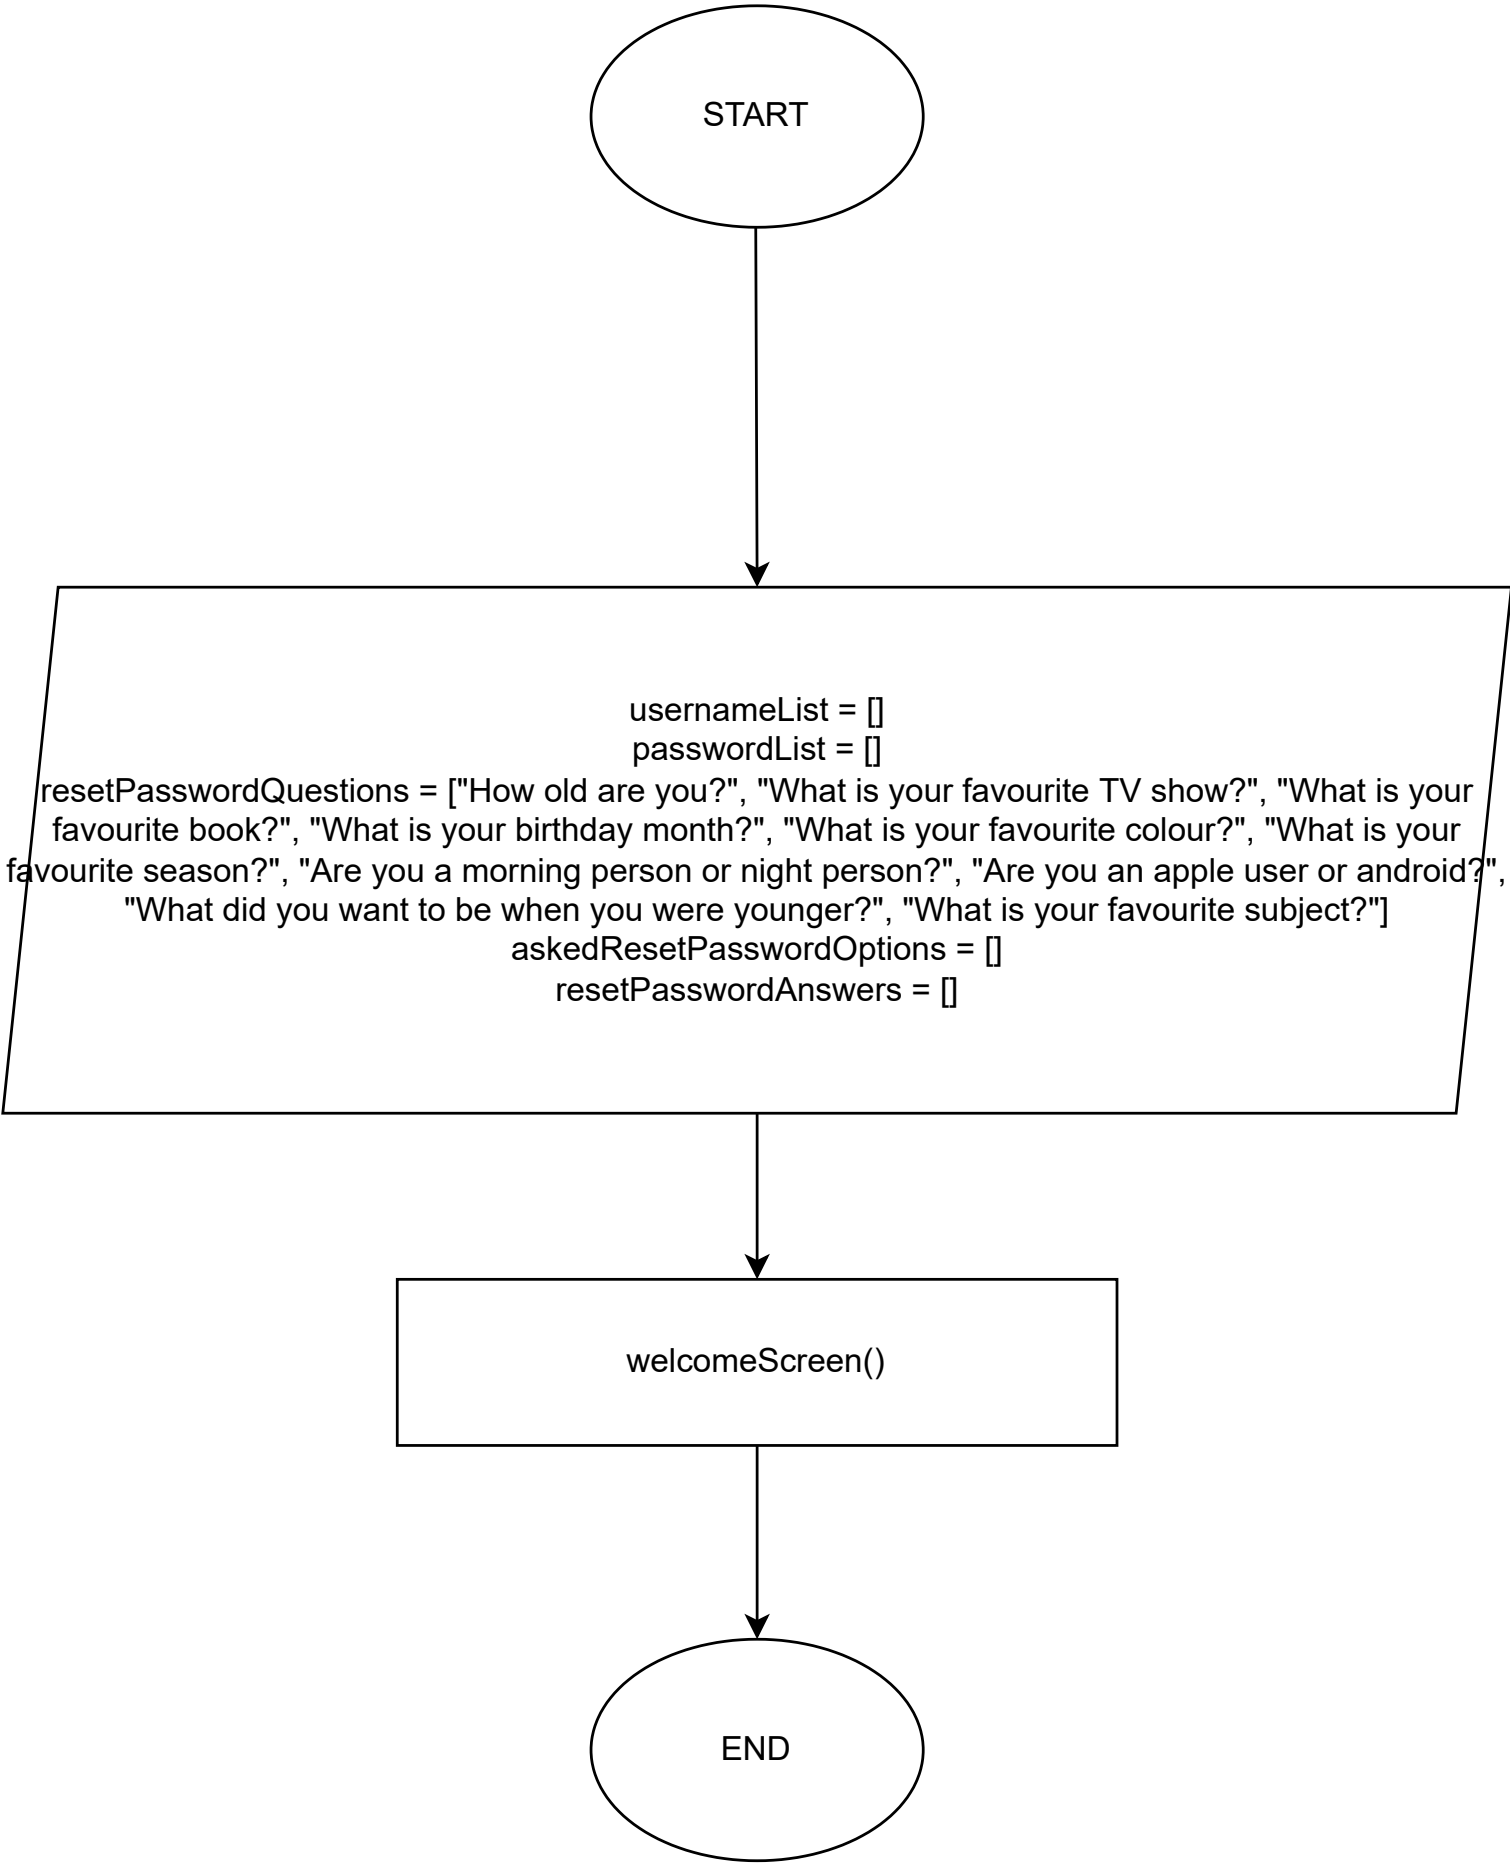 START
usernameList = []
passwordList = []
resetPasswordQuestions = ["How old are you?", "What is your favourite TV show?", "What is your
favourite book?", "What is your birthday month?", "What is your favourite colour?", "What is your
favourite season?", "Are you a morning person or night person?", "Are you an apple user or android?",
"What did you want to be when you were younger?", "What is your favourite subject?"]
askedResetPasswordOptions = []
resetPasswordAnswers = []
welcomeScreen()
END